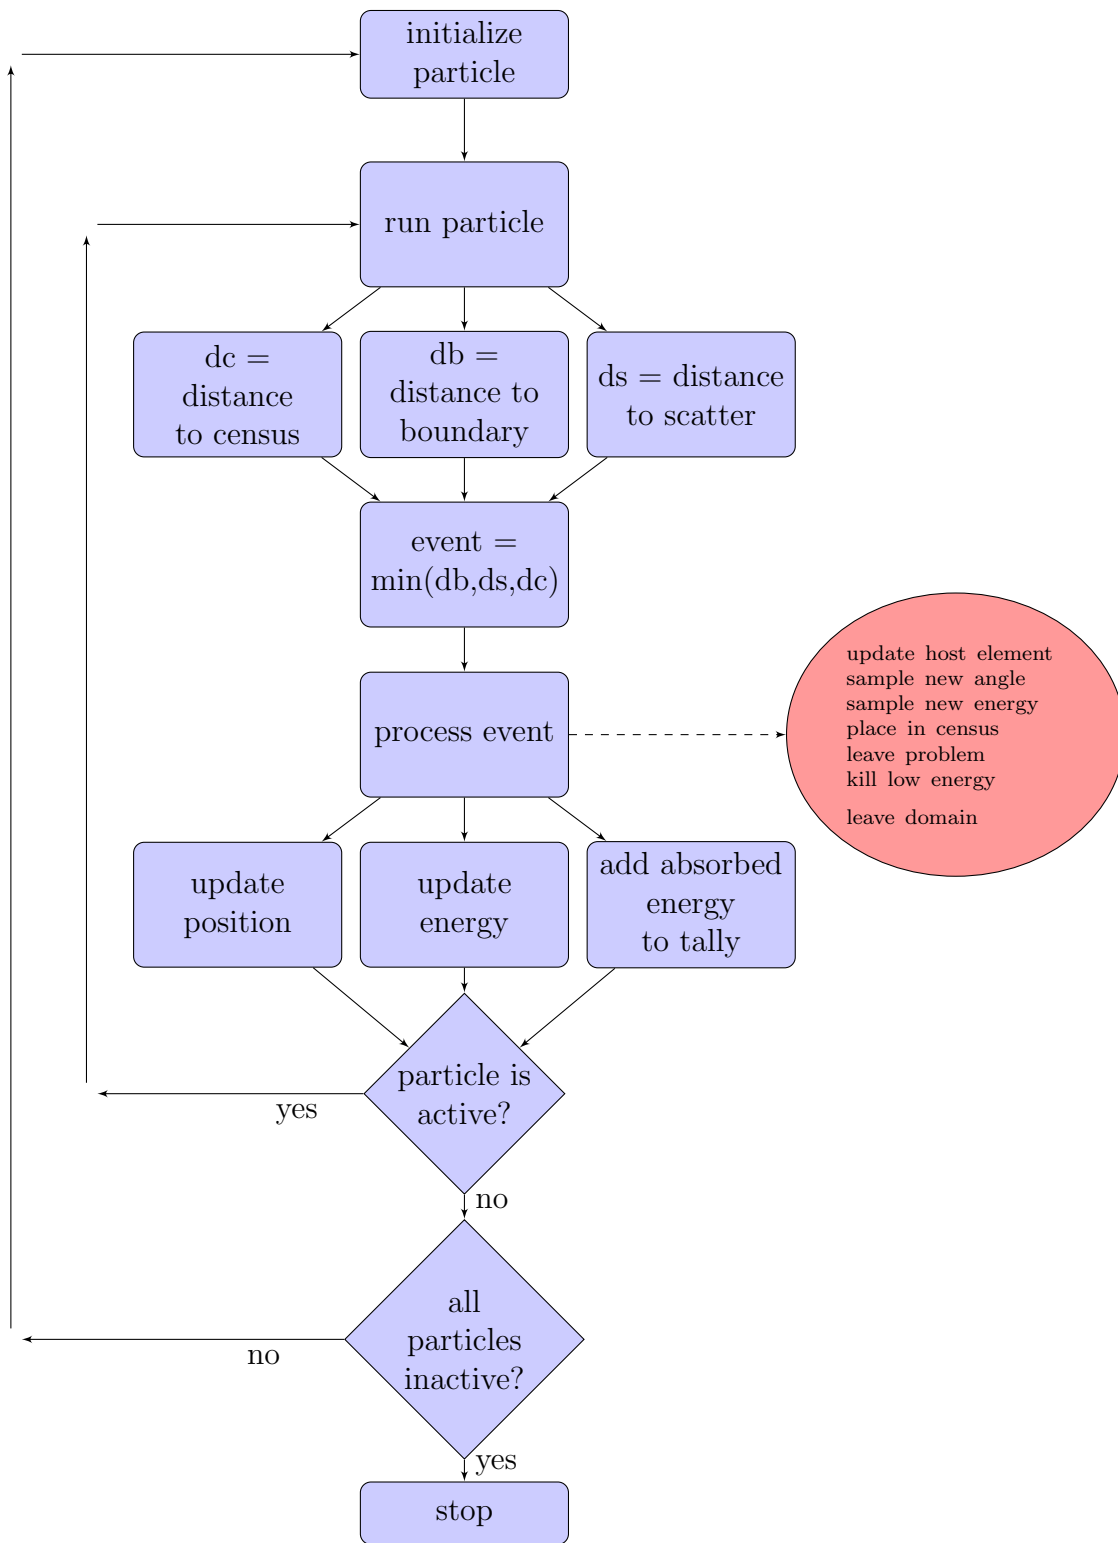 initialize
particle
run particle
dc =
distance
to census
db =
distance to
boundary
ds = distance
to scatter
event =
min(db,ds,dc)
process event
update host element
sample new angle
sample new energy
place in census
leave problem
kill low energy
leave domain
update
position
update
energy
add absorbed
energy
to tally
particle is
active?
yes
no
all
particles
inactive?
no
yes
stop